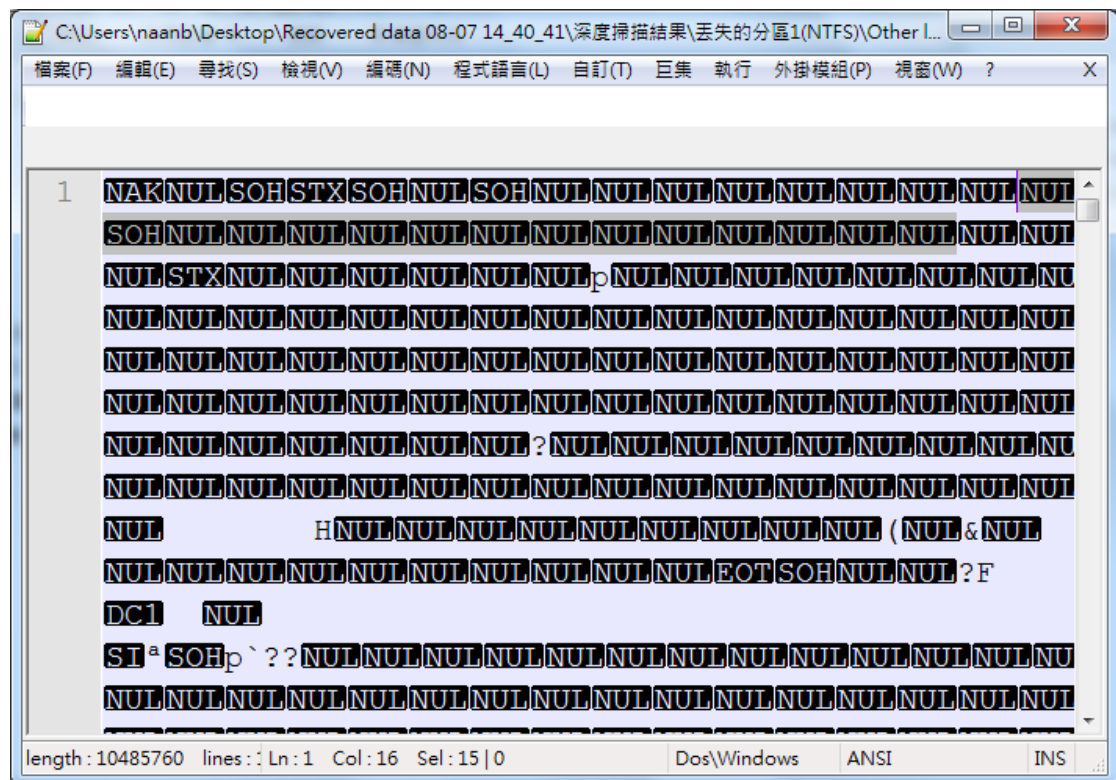 C:\Users\naanb\Desktop\Recovered data 08-07 14_40_41\深度掃描結果\丟失的分區1(NTFS)\Other l...
檔案(F) 編輯(E) 尋找(S) 檢視(V) 編碼(N) 程式語言(L) 自訂(T) 巨集 執行 外掛模組(P) 視窗(W) ? X
1 NAKNULSOHSTXSOHNULSOHNULNULNULNULNULNULNULNULNUL
SOHNULNULNULNULNULNULNULNULNULNULNULNULNULNULNUL
NULSTXNULNULNULNULNULNULpNULNULNULNULNULNULNULNU
NULNULNULNULNULNULNULNULNULNULNULNULNULNULNULNUL
NULNULNULNULNULNULNULNULNULNULNULNULNULNULNULNUL
NULNULNULNULNULNULNULNULNULNULNULNULNULNULNULNUL
NULNULNULNULNULNULNUL?NULNULNULNULNULNULNULNULNU
NULNULNULNULNULNULNULNULNULNULNULNULNULNULNULNUL
NUL HNULNULNULNULNULNULNULNULNUL(NUL&NUL
NULNULNULNULNULNULNULNULNULNULEOTSOHNULNUL?F
DC1 NUL
SIªSOHp`??NULNULNULNULNULNULNULNULNULNULNULNULNU
NULNULNULNULNULNULNULNULNULNULNULNULNULNULNULNUL
length : 10485760 lines : Ln : 1 Col : 16 Sel : 15 | 0 Dos\Windows ANSI INS